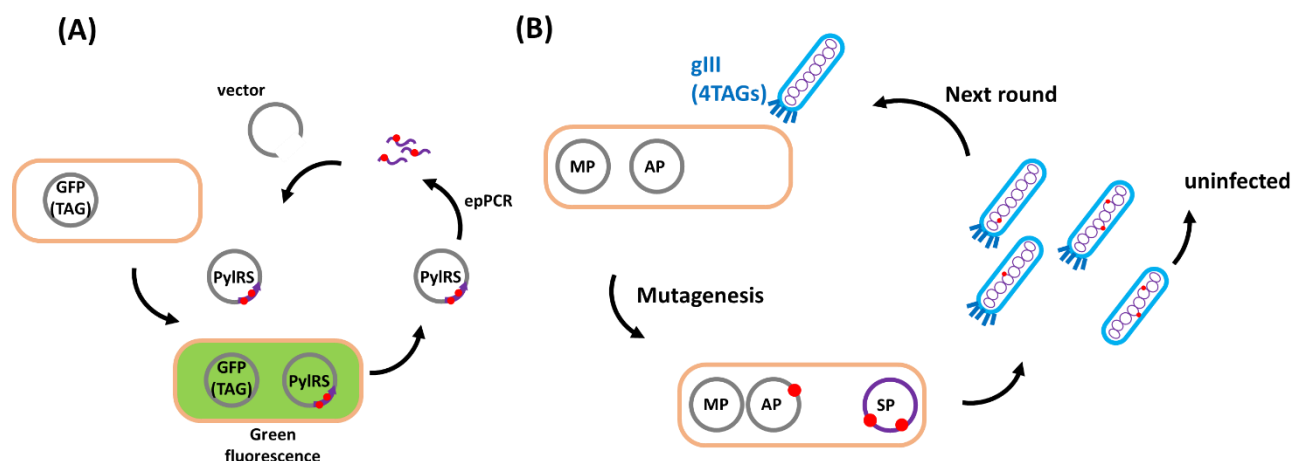 (A)
vector
GFP
(TAG)
epPCR
PylRS
PylRS
GFP
(TAG)
PylRS
Green
fluorescence
(B)
gIII
(4TAGs)
Next round
MP
AP
uninfected
Mutagenesis
MP
AP
SP